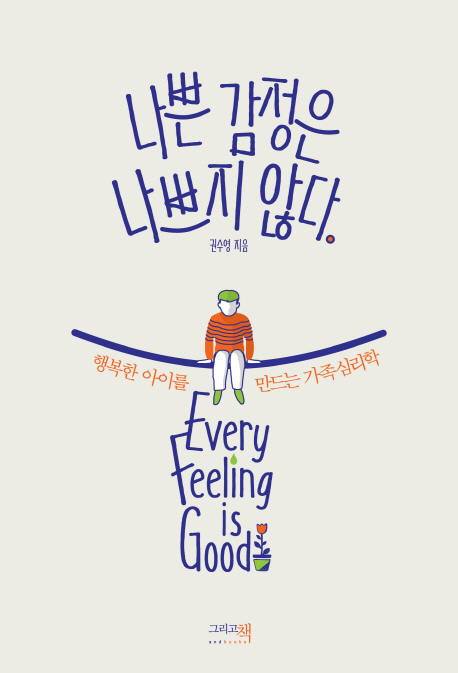 나쁜 감정은
나쁘지 않다.
권수영 지음
행복한 아이를 만드는 가족심리학
Every
Feeling
is
Good
그리고책
andbooks